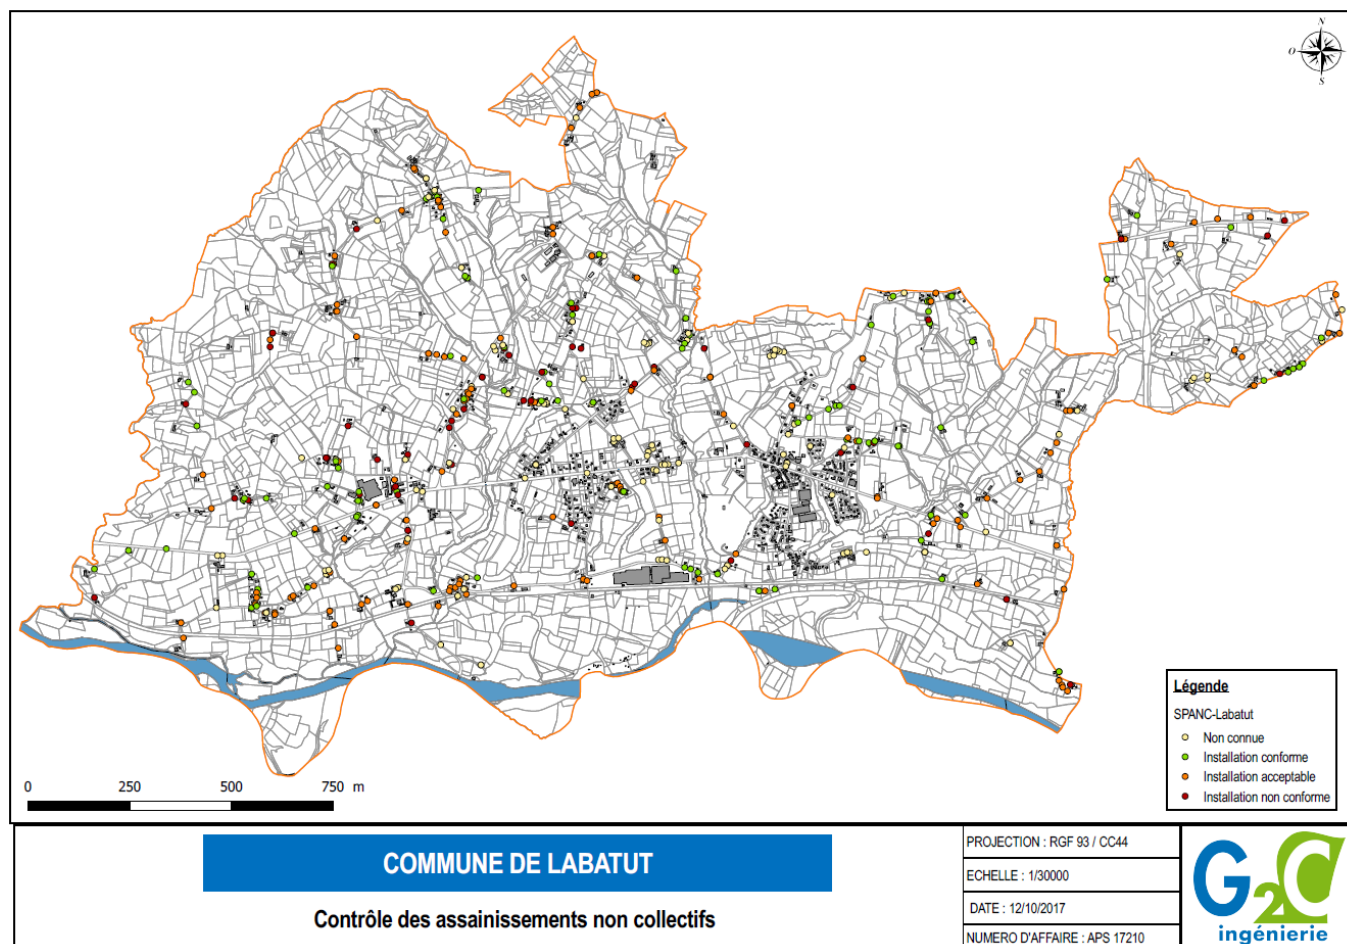 N
O
E
S
Légende
SPANC-Labatut
Non connue
Installation conforme
Installation acceptable
Installation non conforme
0 250 500 750 m
COMMUNE DE LABATUT
Contrôle des assainissements non collectifs
PROJECTION : RGF 93 / CC44
ECHELLE : 1/30000
DATE : 12/10/2017
NUMERO D'AFFAIRE : APS 17210
G2C
ingénierie